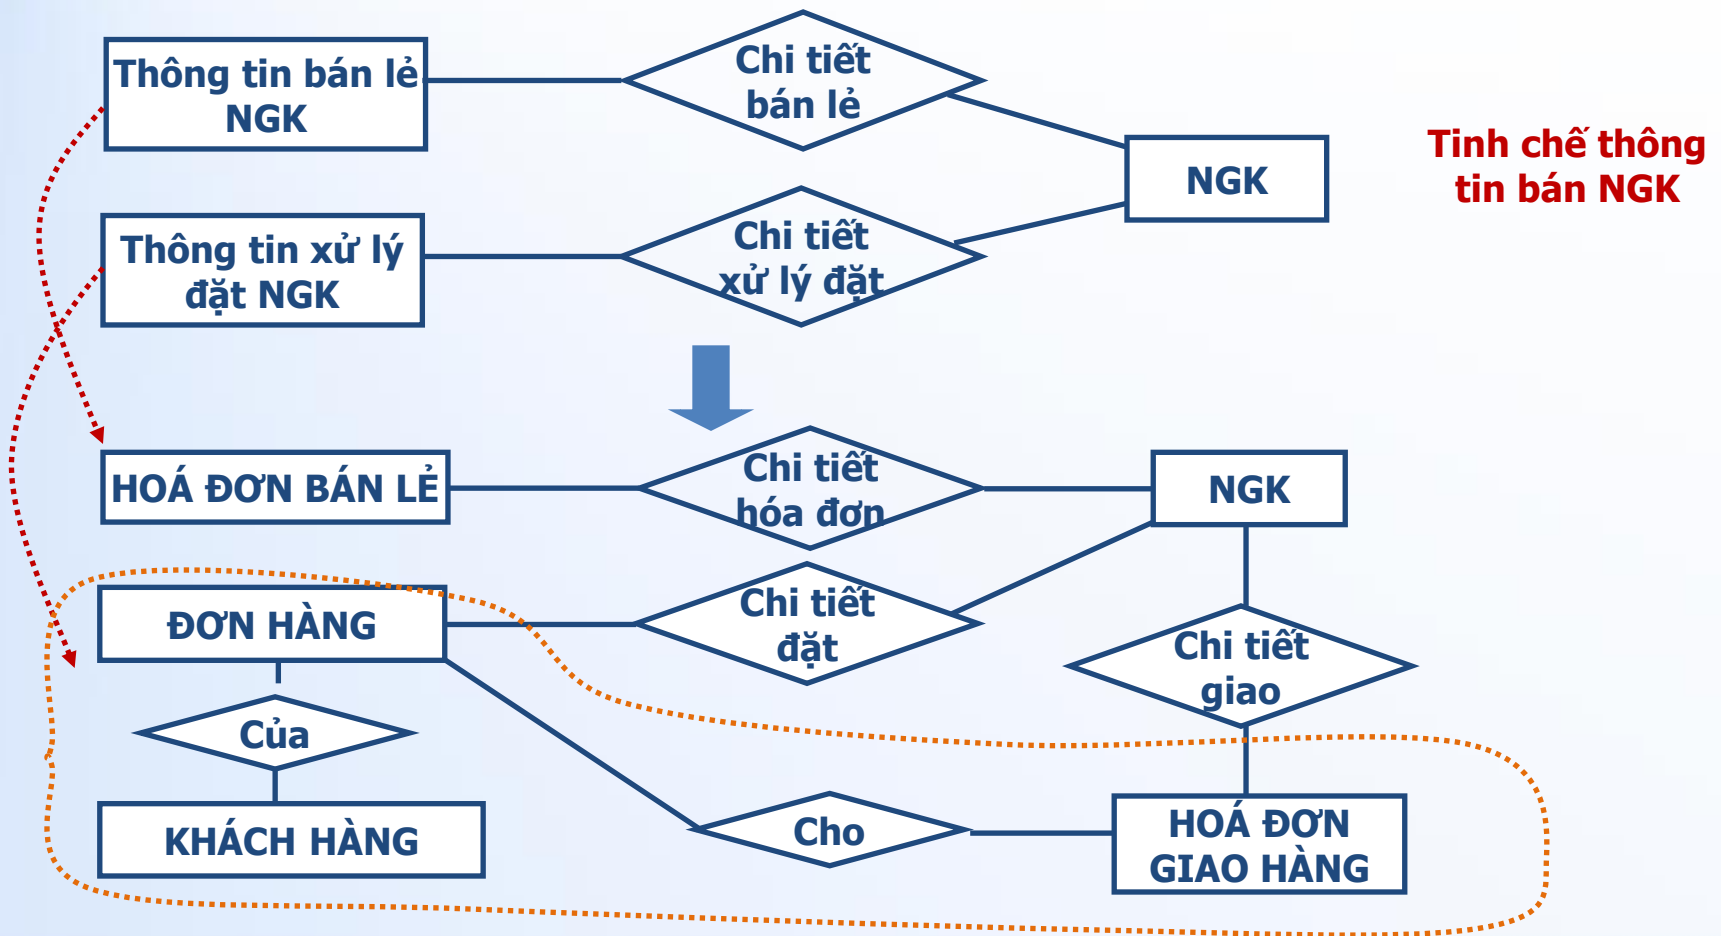 Thông tin bán lẻ
NGK
Chi tiết
bán lẻ
NGK
Tinh chế thông
tin bán NGK
Thông tin xử lý
đặt NGK
Chi tiết
xử lý đặt
HOÁ ĐƠN BÁN LẺ
Chi tiết
hóa đơn
NGK
ĐƠN HÀNG
Chi tiết
đặt
Chi tiết
giao
Của
KHÁCH HÀNG
Cho
HOÁ ĐƠN
GIAO HÀNG